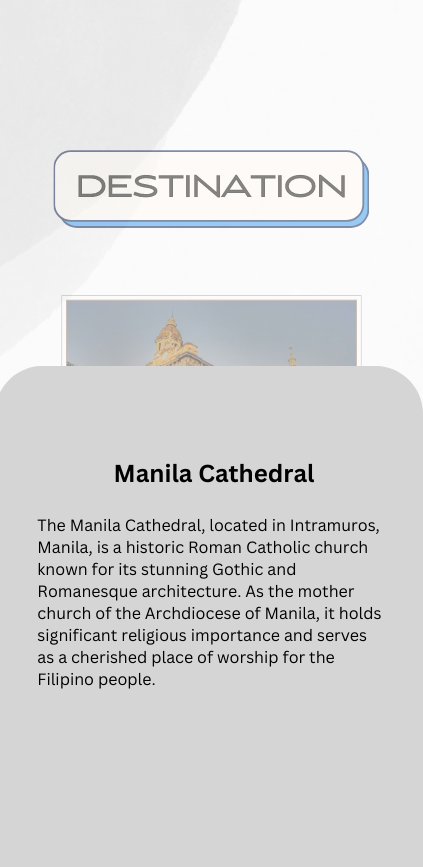 DESTINATION
Manila Cathedral
The Manila Cathedral, located in Intramuros,
Manila, is a historic Roman Catholic church
known for its stunning Gothic and
Romanesque architecture. As the mother
church of the Archdiocese of Manila, it holds
significant religious importance and serves
as a cherished place of worship for the
Filipino people.